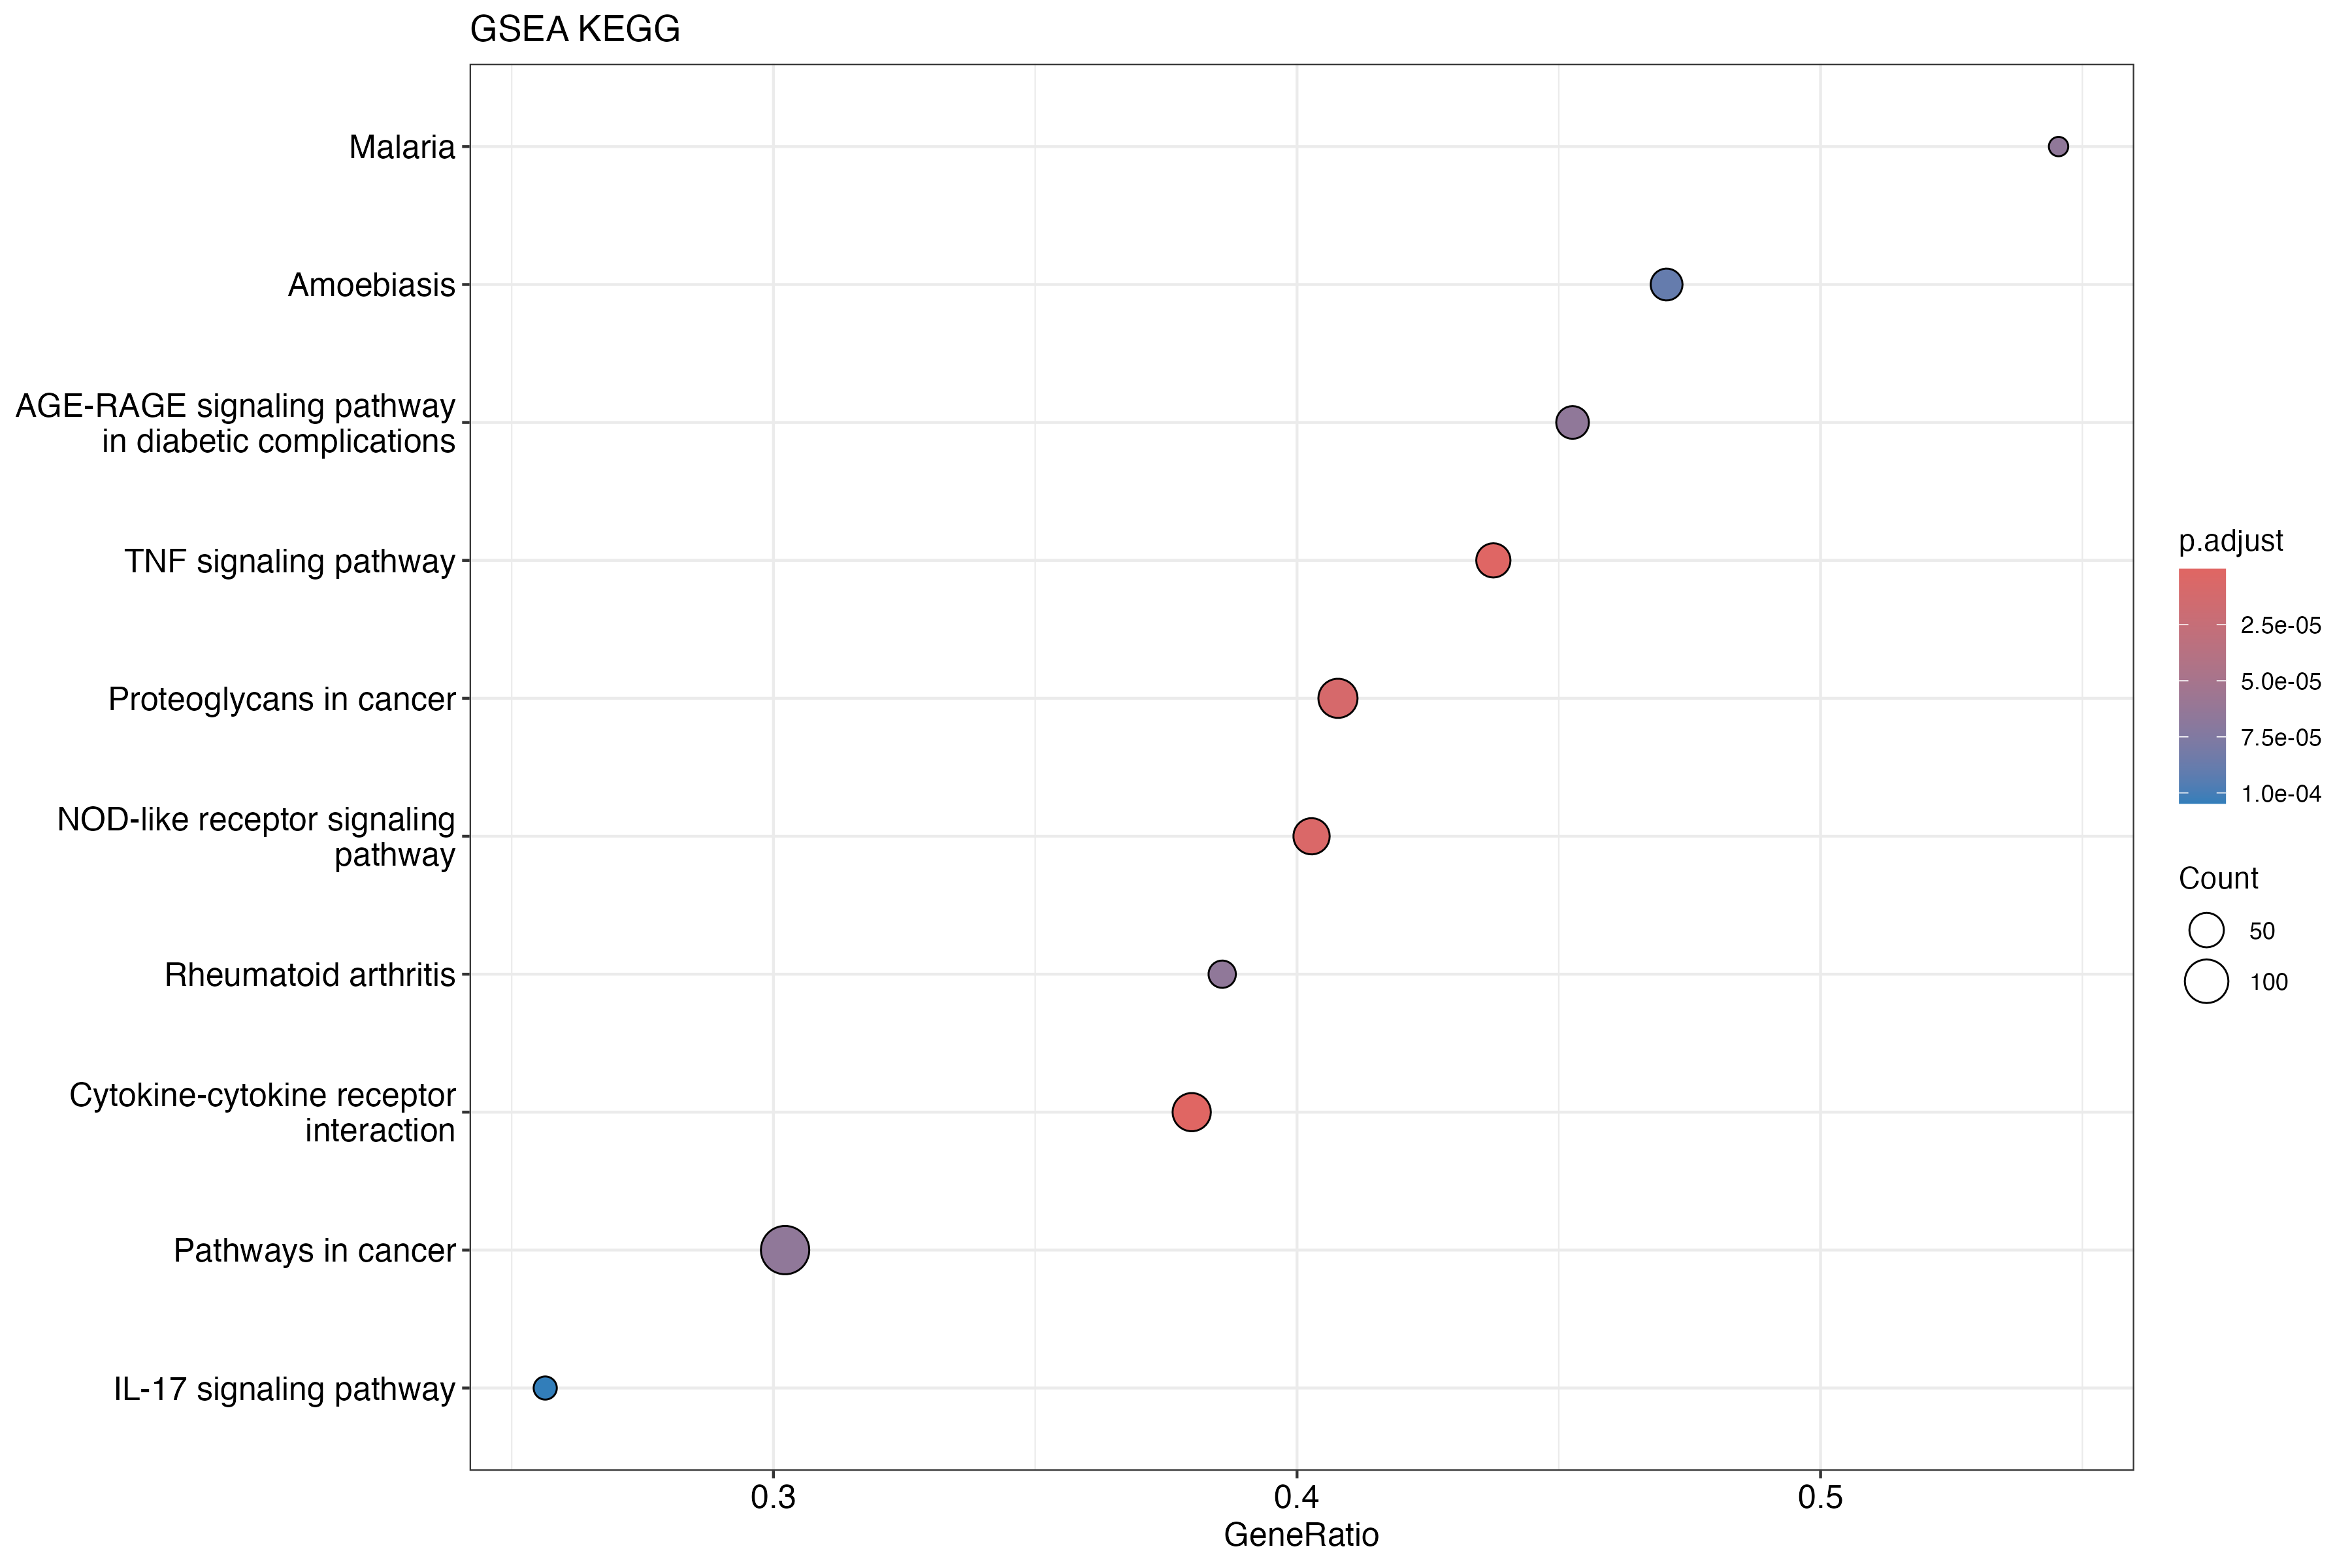 GSEA KEGG
Malaria
Amoebiasis
AGE-RAGE signaling pathway
in diabetic complications
TNF signaling pathway
Proteoglycans in cancer
NOD-like receptor signaling
pathway
Rheumatoid arthritis
Cytokine-cytokine receptor
interaction
Pathways in cancer
IL-17 signaling pathway
0.3
0.4
0.5
GeneRatio
p.adjust
2.5e-05
5.0e-05
7.5e-05
1.0e-04
Count
50
100